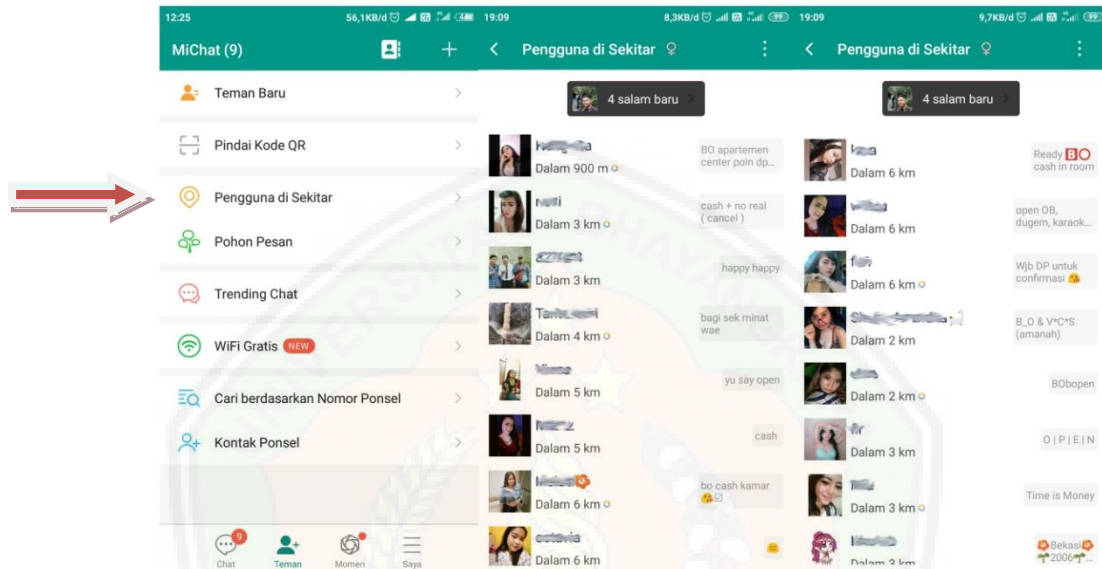 12:25
56,1KB/d
MiChat (9)
Teman Baru
Pindai Kode QR
Pengguna di Sekitar
Pohon Pesan
Trending Chat
WiFi Gratis NEW
Cari berdasarkan Nomor Ponsel
Kontak Ponsel
9
Chat
Teman
Momen
Saya
19:09
8,3KB/d
99
Pengguna di Sekitar ♀
4 salam baru
Dalam 900 m
BO apartemen
center poin dp...
Dalam 3 km
cash + no real
( cancel )
Dalam 3 km
happy happy
Dalam 4 km
bagi sek minat
wae
Dalam 5 km
yu say open
Dalam 5 km
cash
Dalam 6 km
bo cash kamar
😘☑
Dalam 6 km
19:09
9,7KB/d
99
Pengguna di Sekitar ♀
4 salam baru
Dalam 6 km
Ready 🅱⭕
cash in room
Dalam 6 km
open OB,
dugem, karaok...
Dalam 6 km
Wjb DP untuk
confirmasi 😘
Dalam 2 km
B_O & V*C*S
(amanah)
Dalam 2 km
BObopen
Dalam 3 km
O|P|E|N
Dalam 3 km
Time is Money
Dalam 3 km
🌺Bekasi🌺
🌴2006🌴...